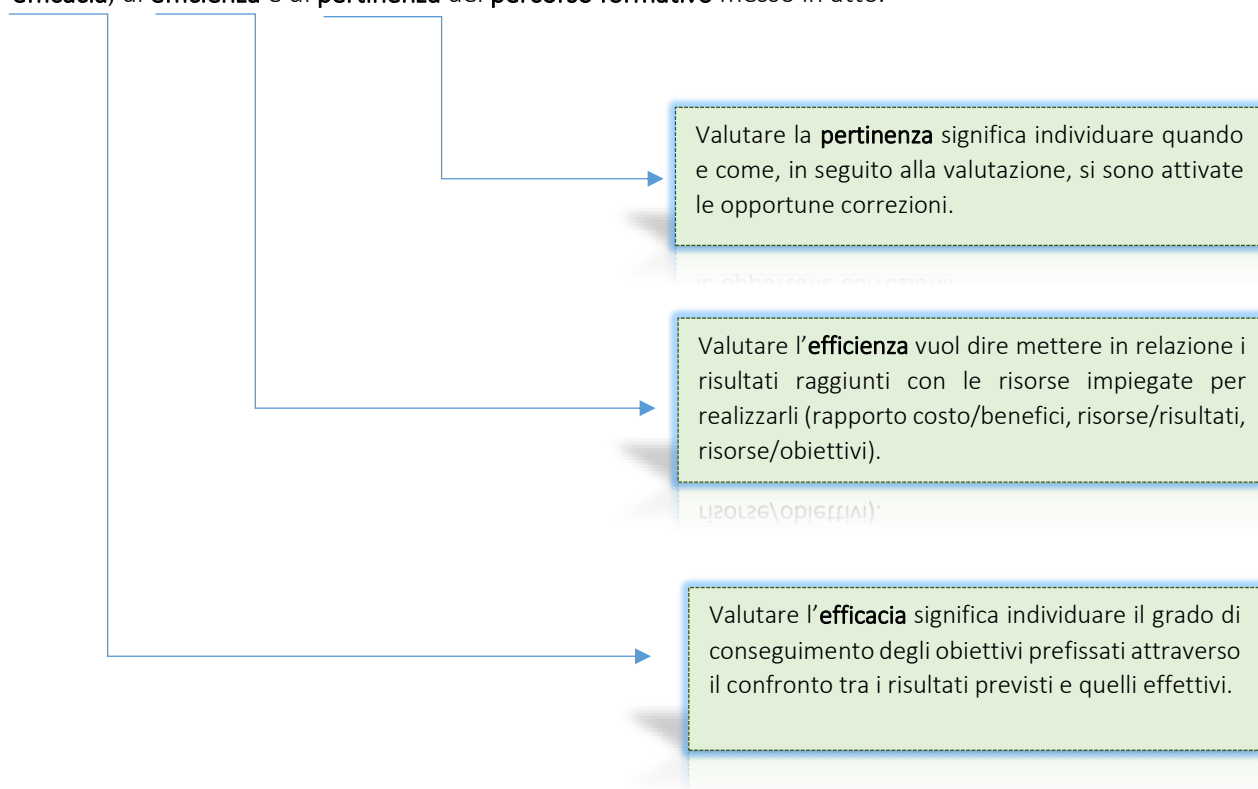 efficacia, di efficienza e di pertinenza del percorso formativo messo in atto.
Valutare la pertinenza significa individuare quando
e come, in seguito alla valutazione, si sono attivate
le opportune correzioni.
Valutare l’efficienza vuol dire mettere in relazione i
risultati raggiunti con le risorse impiegate per
realizzarli (rapporto costo/benefici, risorse/risultati,
risorse/obiettivi).
Valutare l’efficacia significa individuare il grado di
conseguimento degli obiettivi prefissati attraverso
il confronto tra i risultati previsti e quelli effettivi.